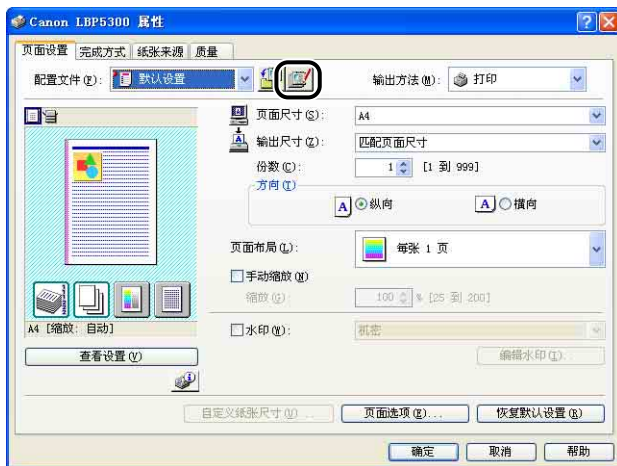 Canon LBP5300 属性
页面设置 完成方式 纸张来源 质量
配置文件(F): 默认设置 输出方法(M): 打印
页面尺寸(S): A4
输出尺寸(Z): 匹配页面尺寸
份数(C): 1 [1 到 999]
方向(T)
A 纵向 A 横向
页面布局(L): 每张 1 页
手动缩放(N)
缩放(G): 100 % [25 到 200]
A4 [缩放: 自动]
水印(W): 机密
查看设置(V) 编辑水印(I)...
自定义纸张尺寸(U)... 页面选项(E)... 恢复默认设置(R)
确定 取消 帮助